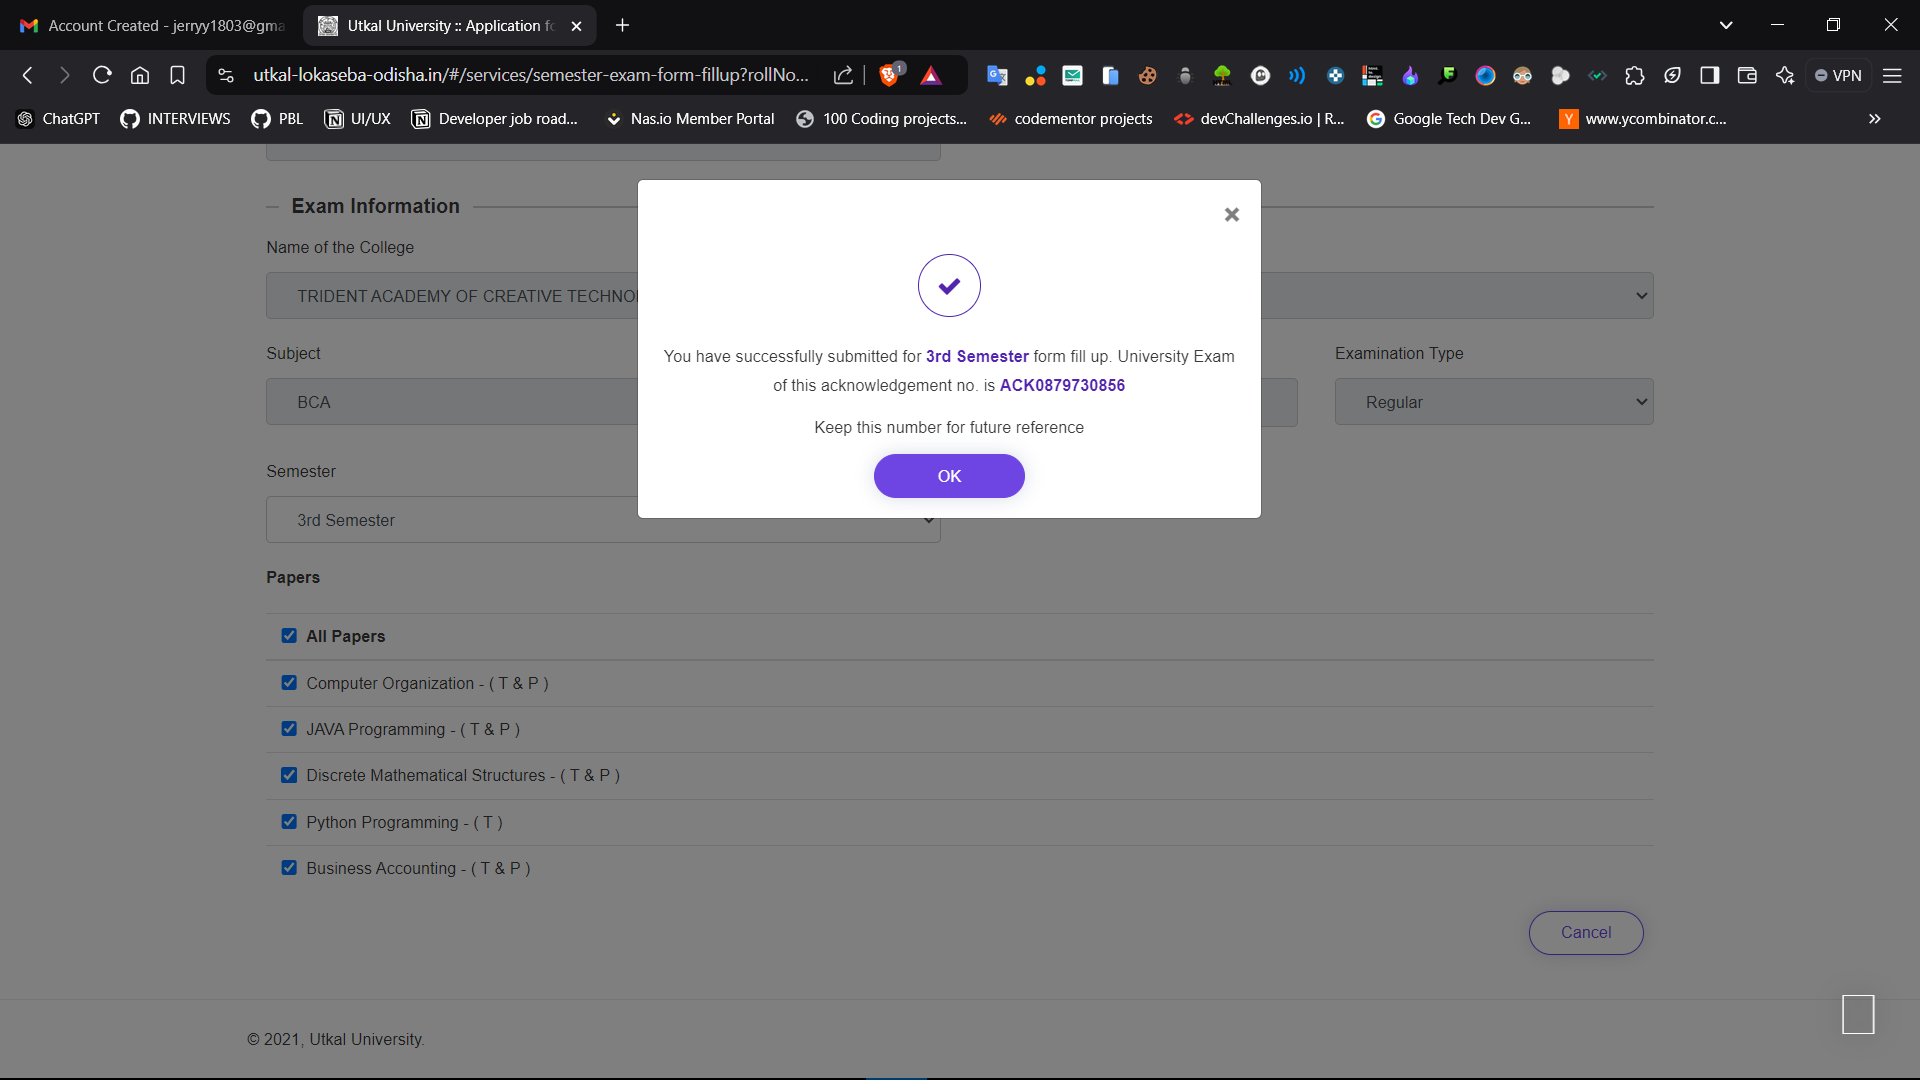 Account Created - jerryy1803@gma
Utkal University :: Application fo
utkal-lokaseba-odisha.in/#/services/semester-exam-form-fillup?rollNo...
1
VPN
ChatGPT
INTERVIEWS
PBL
UI/UX
Developer job road...
Nas.io Member Portal
100 Coding projects...
codementor projects
devChallenges.io | R...
Google Tech Dev G...
www.ycombinator.c...
Exam Information
Name of the College
TRIDENT ACADEMY OF CREATIVE TECHNO
Subject
BCA
Examination Type
Regular
Semester
3rd Semester
You have successfully submitted for 3rd Semester form fill up. University Exam
of this acknowledgement no. is ACK0879730856
Keep this number for future reference
OK
Papers
All Papers
Computer Organization - ( T & P )
JAVA Programming - ( T & P )
Discrete Mathematical Structures - ( T & P )
Python Programming - ( T )
Business Accounting - ( T & P )
Cancel
© 2021, Utkal University.